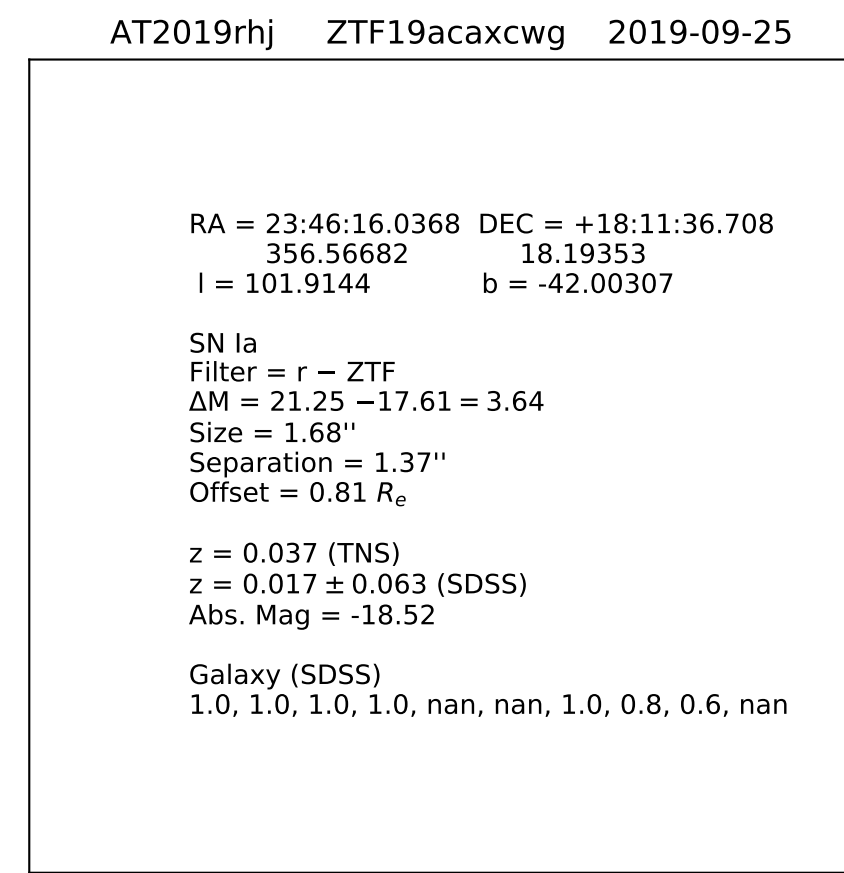 AT2019rhj ZTF19acaxcwg 2019-09-25
RA = 23:46:16.0368 DEC = +18:11:36.708
356.56682 18.19353
l = 101.9144 b = -42.00307
SN Ia
Filter = r − ZTF
ΔM = 21.25 −17.61 = 3.64
Size = 1.68''
Separation = 1.37''
Offset = 0.81 Re
z = 0.037 (TNS)
z = 0.017 ± 0.063 (SDSS)
Abs. Mag = -18.52
Galaxy (SDSS)
1.0, 1.0, 1.0, 1.0, nan, nan, 1.0, 0.8, 0.6, nan